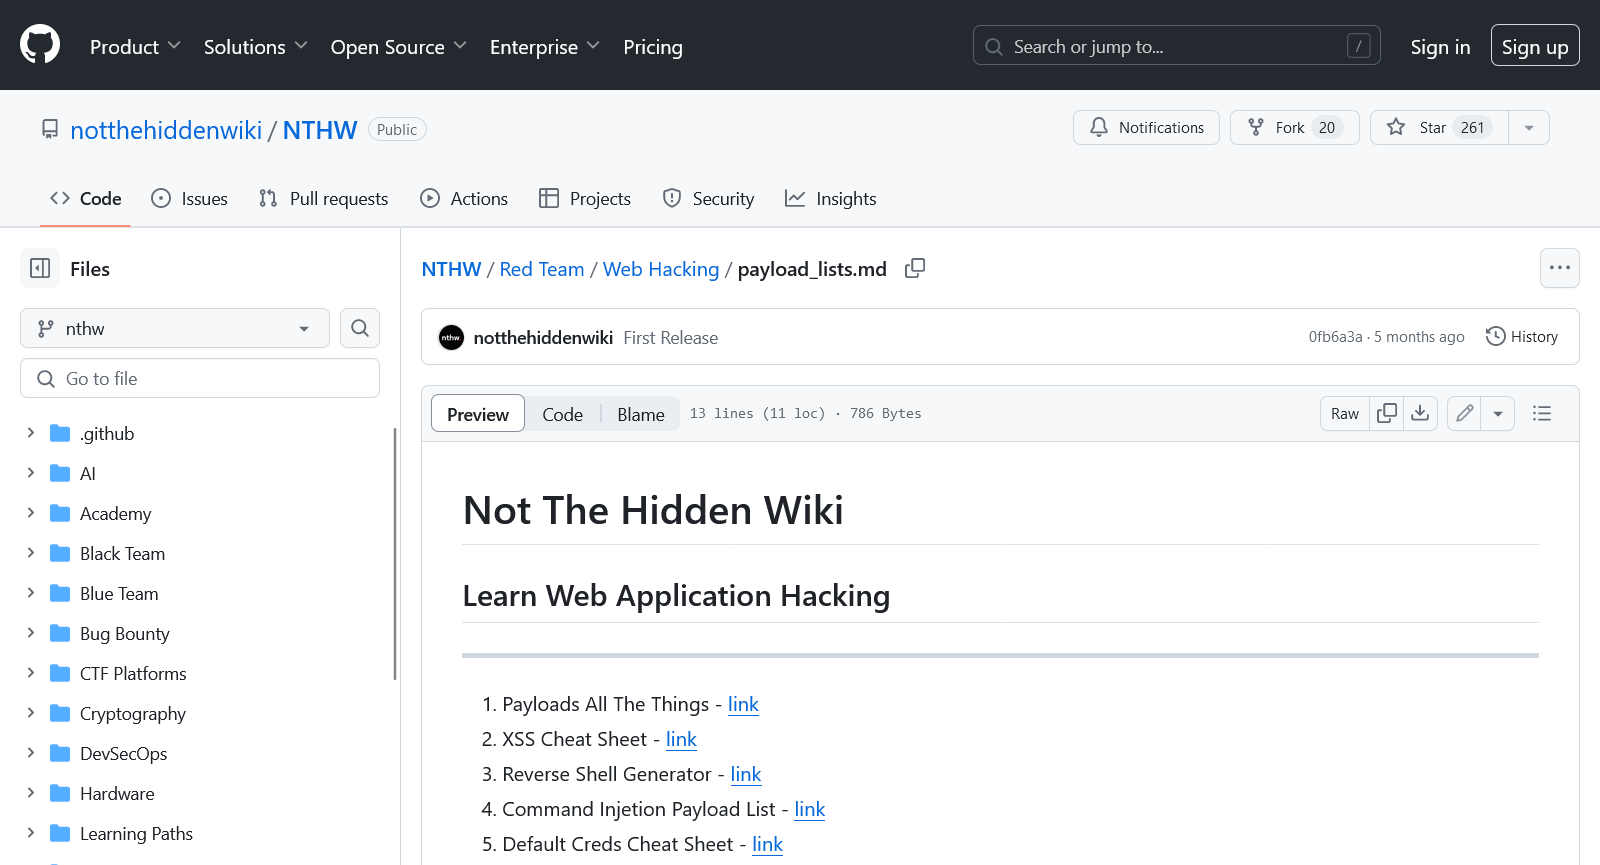 Product Solutions Open Source Enterprise Pricing Search or jump to... / Sign in Sign up
notthehiddenwiki / NTHW Public Notifications Fork 20 Star 261
Code Issues Pull requests Actions Projects Security Insights
Files
nthw
Go to file
.github
AI
Academy
Black Team
Blue Team
Bug Bounty
CTF Platforms
Cryptography
DevSecOps
Hardware
Learning Paths
NTHW / Red Team / Web Hacking / payload_lists.md
nthw notthehiddenwiki First Release 0fb6a3a · 5 months ago History
Preview Code Blame 13 lines (11 loc) · 786 Bytes Raw
Not The Hidden Wiki
Learn Web Application Hacking
1. Payloads All The Things - link
2. XSS Cheat Sheet - link
3. Reverse Shell Generator - link
4. Command Injetion Payload List - link
5. Default Creds Cheat Sheet - link